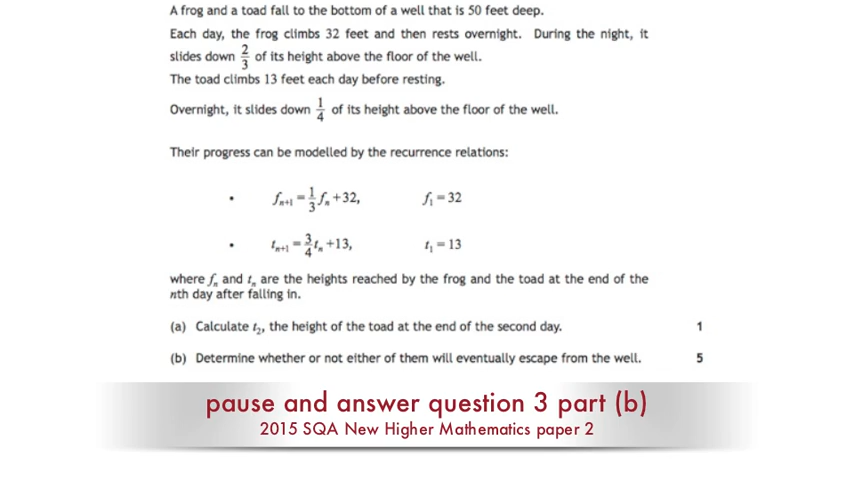 A frog and a toad fall to the bottom of a well that is 50 feet deep.
Each day, the frog climbs 32 feet and then rests overnight. During the night, it
slides down 2/3 of its height above the floor of the well.
The toad climbs 13 feet each day before resting.
Overnight, it slides down 1/4 of its height above the floor of the well.
Their progress can be modelled by the recurrence relations:
• fₙ₊₁ = 1/3 fₙ + 32, f₁ = 32
• tₙ₊₁ = 3/4 tₙ + 13, t₁ = 13
where fₙ and tₙ are the heights reached by the frog and the toad at the end of the
nth day after falling in.
(a) Calculate t₂, the height of the toad at the end of the second day. 1
(b) Determine whether or not either of them will eventually escape from the well. 5
pause and answer question 3 part (b)
2015 SQA New Higher Mathematics paper 2